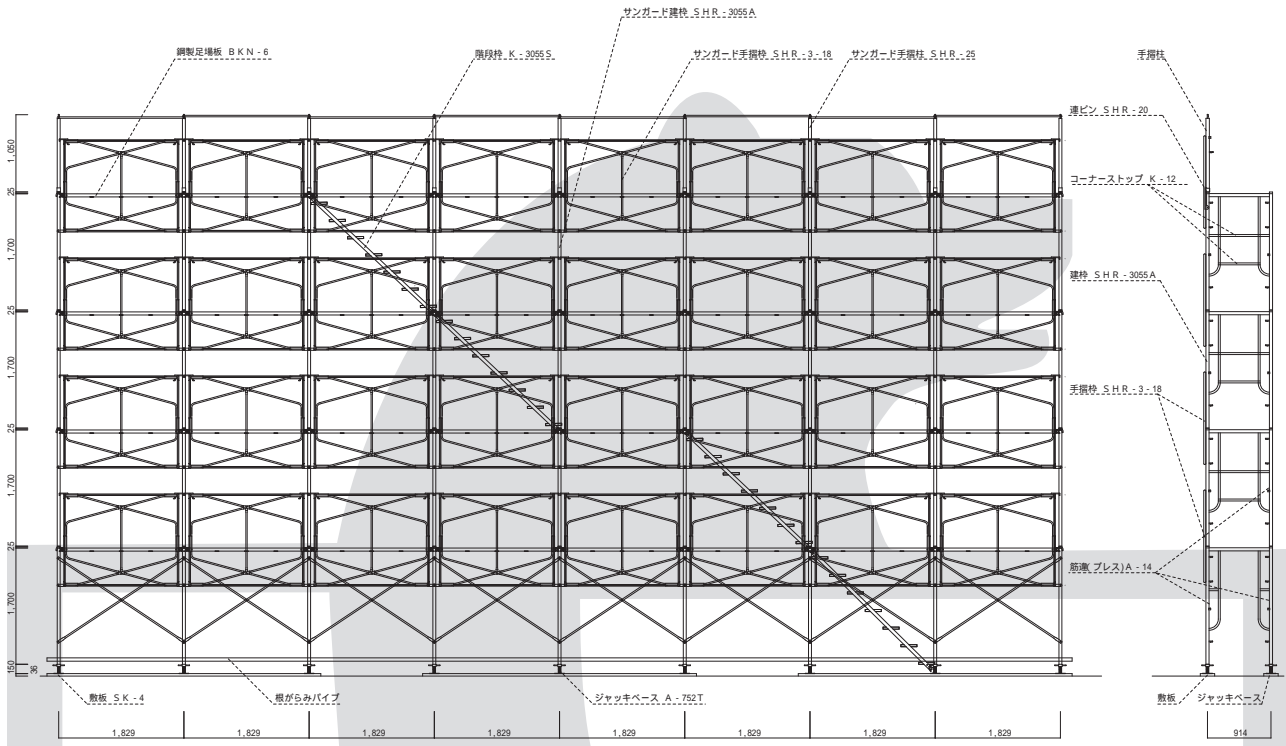 サンガード建枠 SHR-3055A
鋼製足場板 BKN-6
階段枠 K-3055S
サンガード手摺枠 SHR-3-18
サンガード手摺柱 SHR-25
手摺柱
連ピン SHR-20
コーナーストップ K-12
建枠 SHR-3055A
手摺枠 SHR-3-18
筋違(ブレス)A-14
1,050
25
1,700
25
1,700
25
1,700
25
1,700
150
36
敷板 SK-4
根がらみパイプ
ジャッキベース A-752T
敷板
ジャッキベース
1,829
1,829
1,829
1,829
1,829
1,829
1,829
1,829
914